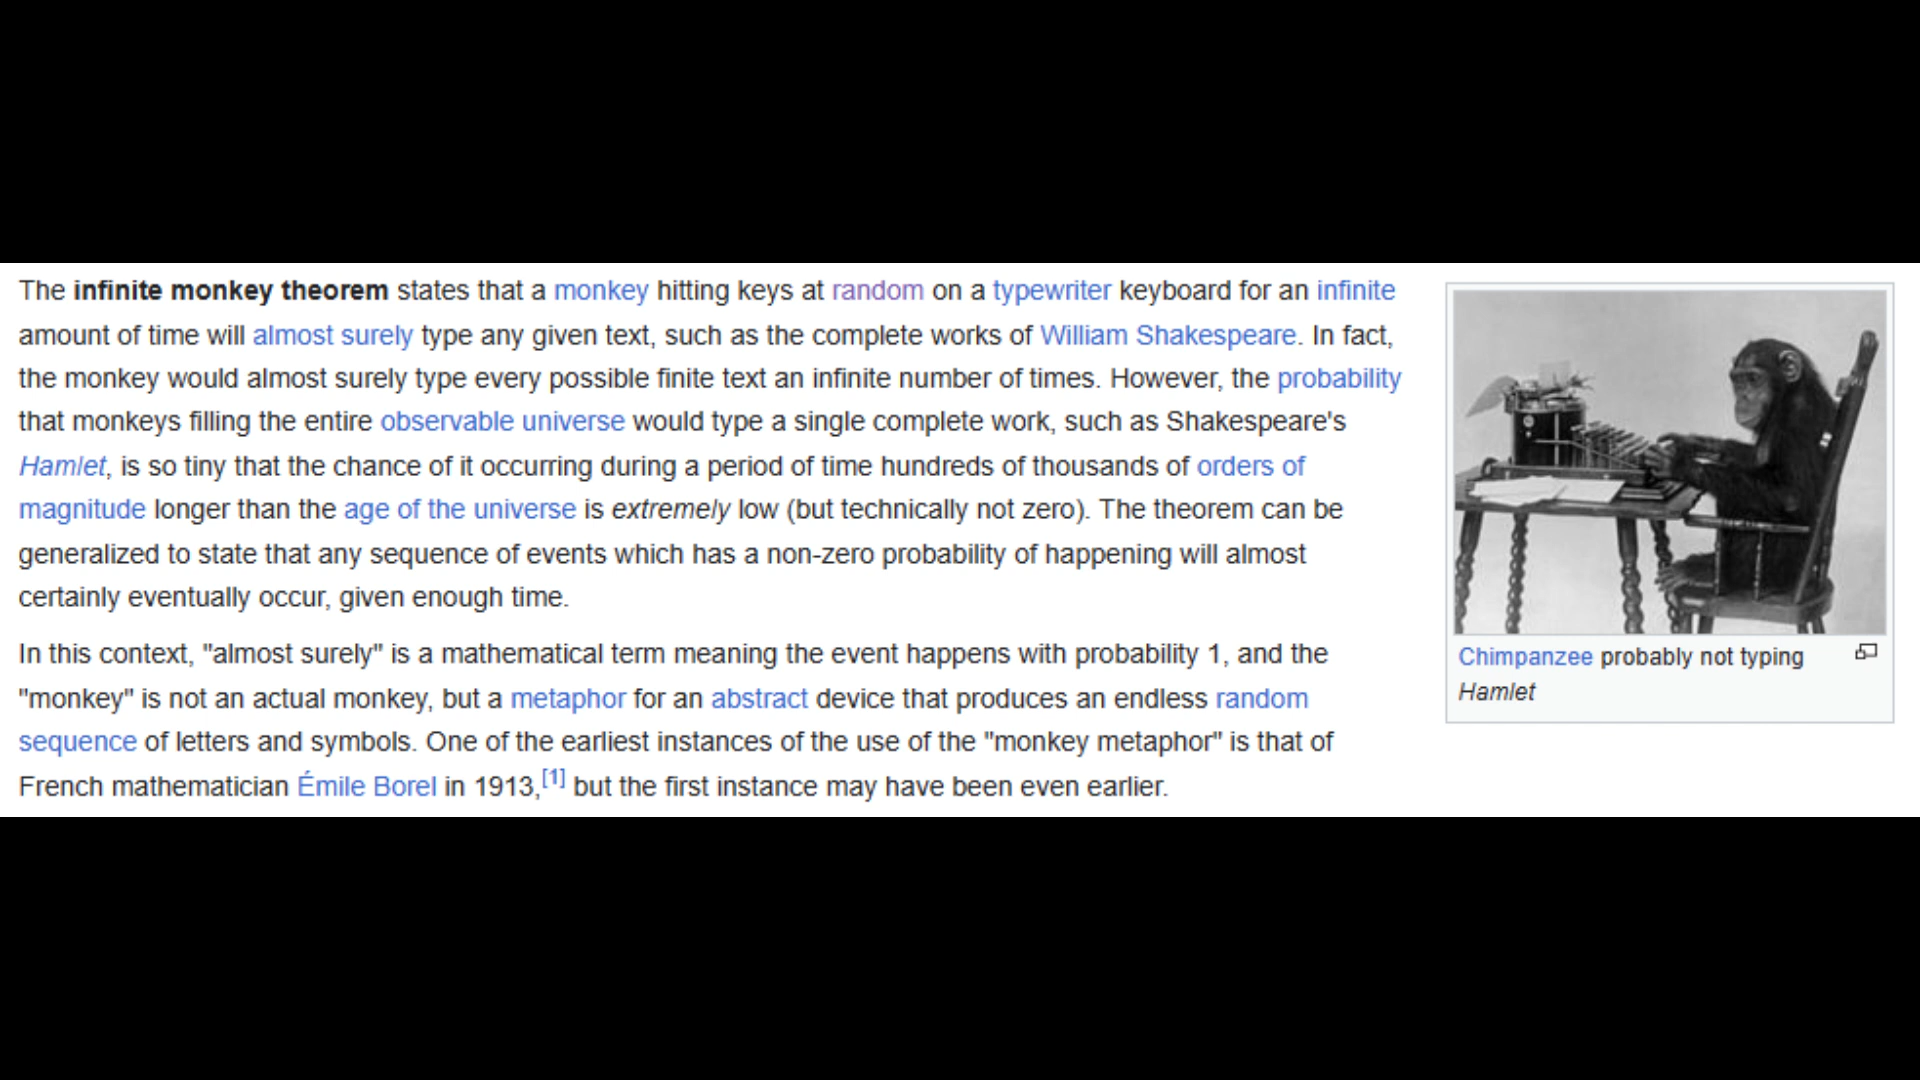 The infinite monkey theorem states that a monkey hitting keys at random on a typewriter keyboard for an infinite
amount of time will almost surely type any given text, such as the complete works of William Shakespeare. In fact,
the monkey would almost surely type every possible finite text an infinite number of times. However, the probability
that monkeys filling the entire observable universe would type a single complete work, such as Shakespeare's
Hamlet, is so tiny that the chance of it occurring during a period of time hundreds of thousands of orders of
magnitude longer than the age of the universe is extremely low (but technically not zero). The theorem can be
generalized to state that any sequence of events which has a non-zero probability of happening will almost
certainly eventually occur, given enough time.
In this context, "almost surely" is a mathematical term meaning the event happens with probability 1, and the
"monkey" is not an actual monkey, but a metaphor for an abstract device that produces an endless random
sequence of letters and symbols. One of the earliest instances of the use of the "monkey metaphor" is that of
French mathematician Émile Borel in 1913,[1] but the first instance may have been even earlier.
Chimpanzee probably not typing
Hamlet